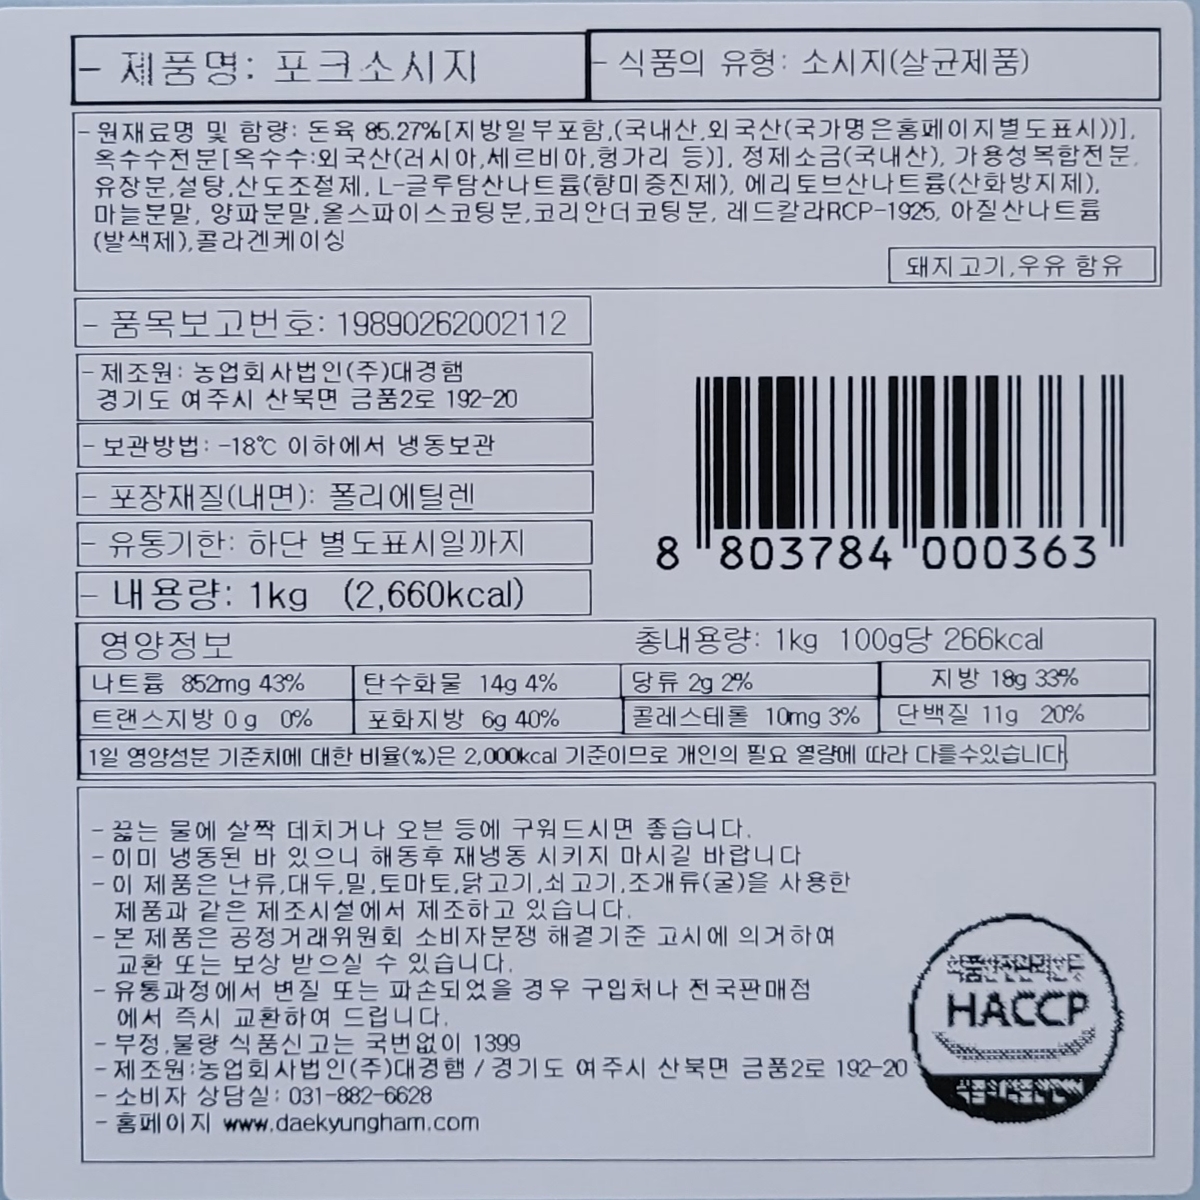 - 제품명: 포크소시지
- 식품의 유형: 소시지(살균제품)
- 원재료명 및 함량: 돈육 85.27%[지방일부포함,(국내산,외국산(국가명은홈페이지별도표시))],
옥수수전분[옥수수:외국산(러시아,세르비아,헝가리 등)], 정제소금(국내산), 가용성복합전분,
유장분,설탕,산도조절제, L-글루탐산나트륨(향미증진제), 에리토브산나트륨(산화방지제),
마늘분말, 양파분말,올스파이스코팅분,코리안더코팅분, 레드칼라RCP-1925, 아질산나트륨
(발색제),콜라겐케이싱
돼지고기,우유 함유
- 품목보고번호: 19890262002112
- 제조원: 농업회사법인(주)대경햄
경기도 여주시 산북면 금품2로 192-20
- 보관방법: -18℃ 이하에서 냉동보관
- 포장재질(내면): 폴리에틸렌
- 유통기한: 하단 별도표시일까지
- 내용량: 1kg (2,660kcal)
8 803784 000363
영양정보 총내용량: 1kg 100g당 266kcal
나트륨 852mg 43% 탄수화물 14g 4% 당류 2g 2% 지방 18g 33%
트랜스지방 0 g 0% 포화지방 6g 40% 콜레스테롤 10mg 3% 단백질 11g 20%
1일 영양성분 기준치에 대한 비율(%)은 2,000kcal 기준이므로 개인의 필요 열량에 따라 다를수있습니다
- 끓는 물에 살짝 데치거나 오븐 등에 구워드시면 좋습니다.
- 이미 냉동된 바 있으니 해동후 재냉동 시키지 마시길 바랍니다
- 이 제품은 난류,대두,밀,토마토,닭고기,쇠고기,조개류(굴)을 사용한
제품과 같은 제조시설에서 제조하고 있습니다.
- 본 제품은 공정거래위원회 소비자분쟁 해결기준 고시에 의거하여
교환 또는 보상 받으실 수 있습니다.
- 유통과정에서 변질 또는 파손되었을 경우 구입처나 전국판매점
에서 즉시 교환하여 드립니다.
- 부정,불량 식품신고는 국번없이 1399
- 제조원:농업회사법인(주)대경햄 / 경기도 여주시 산북면 금품2로 192-20
- 소비자 상담실: 031-882-6628
- 홈페이지 www.daekyungham.com
HACCP